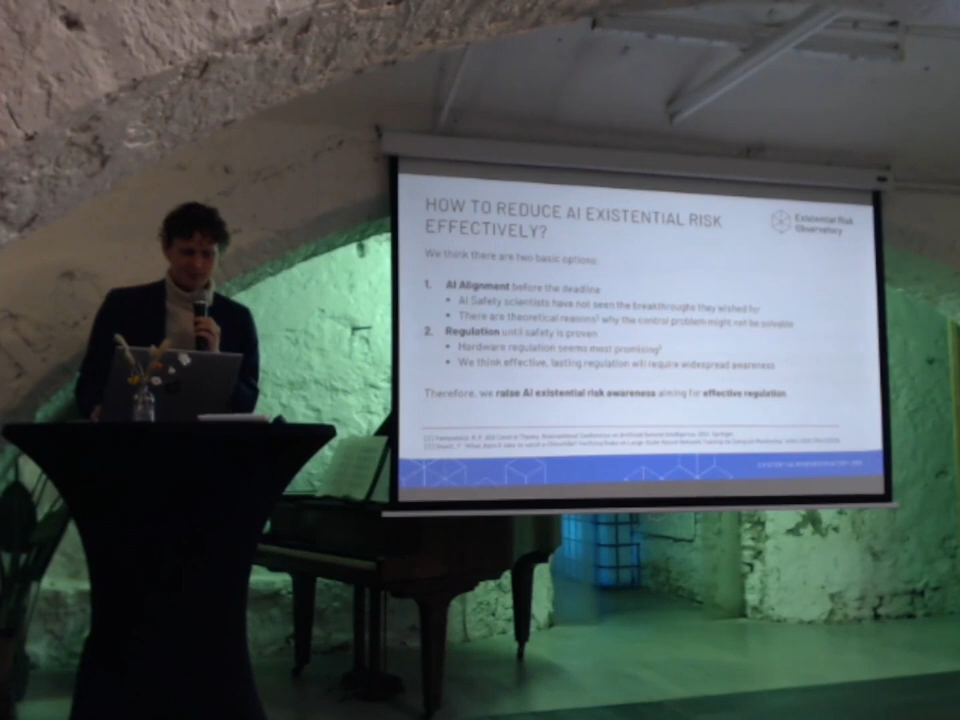 HOW TO REDUCE AI EXISTENTIAL RISK
EFFECTIVELY?
Existential Risk
Observatory
We think there are two basic options:
1. AI Alignment before the deadline
• AI Safety scientists have not seen the breakthroughs they wished for
• There are theoretical reasons¹ why the control problem might not be solvable
2. Regulation until safety is proven
• Hardware regulation seems most promising²
• We think effective, lasting regulation will require widespread awareness
Therefore, we raise AI existential risk awareness aiming for effective regulation.